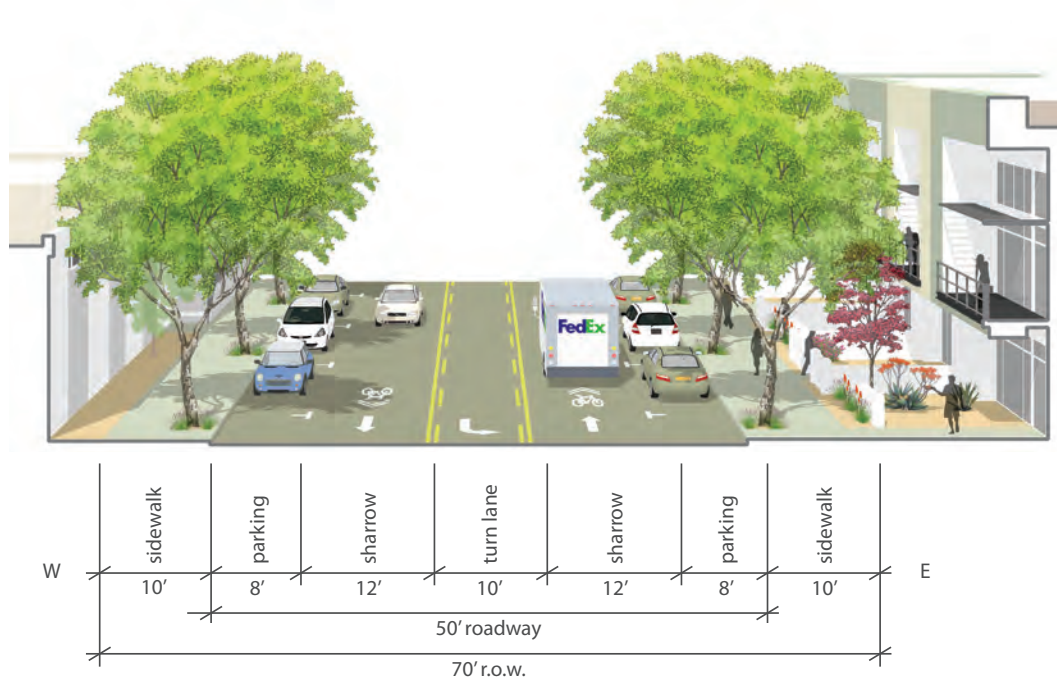 FedEx
sidewalk
parking
sharrow
turn lane
sharrow
parking
sidewalk
W
E
10’
8’
12’
10’
12’
8’
10’
50’ roadway
70’ r.o.w.